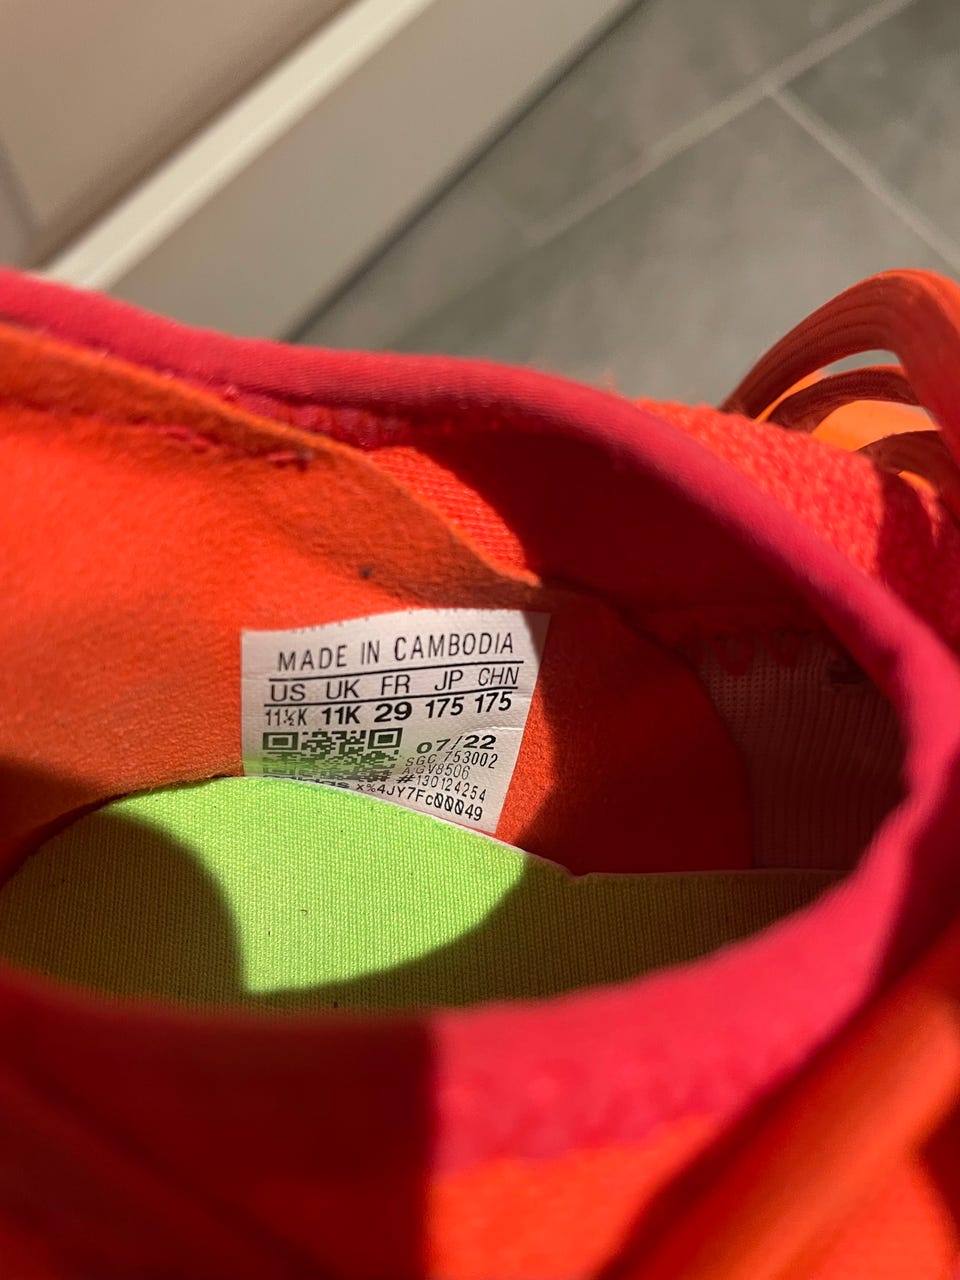 MADE IN CAMBODIA
US UK FR JP CHN
11½K 11K 29 175 175
07/22
SGC 753002
GV8506
#130124254
x%4JY7Fc00049